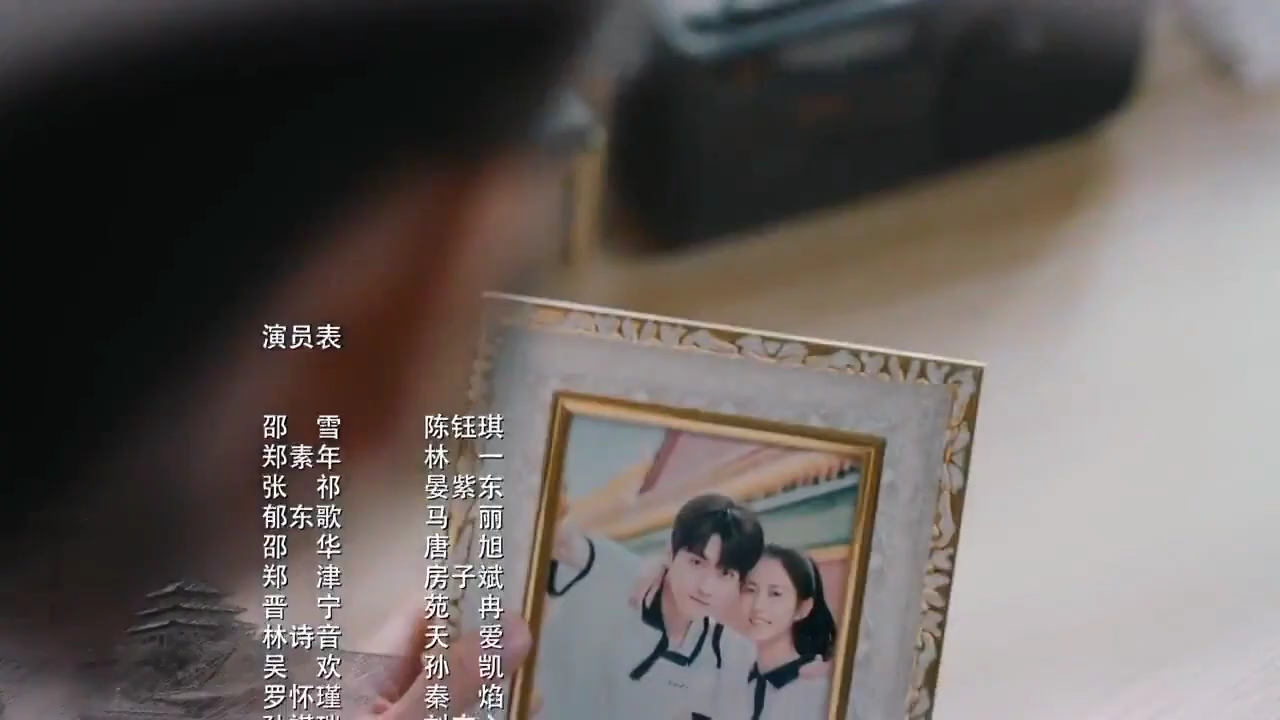 演员表
邵 雪 陈钰琪
郑素年 林 一
张 祁 晏紫东
郁东歌 马 丽
邵 华 唐 旭
郑 津 房子斌
晋 宁 苑 冉
林诗音 天 爱
吴 欢 孙 凯
罗怀瑾 秦 焰